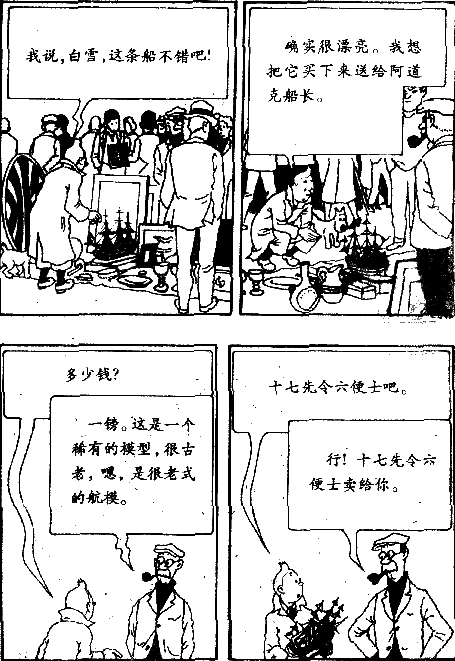 我说，白雪，这条船不错吧！
确实很漂亮。我想
把它买下来送给阿道
克船长。
多少钱？
一镑。这是一个
稀有的模型，很古
老，嗯，是很老式
的航模。
十七先令六便士吧。
行！十七先令六
便士卖给你。